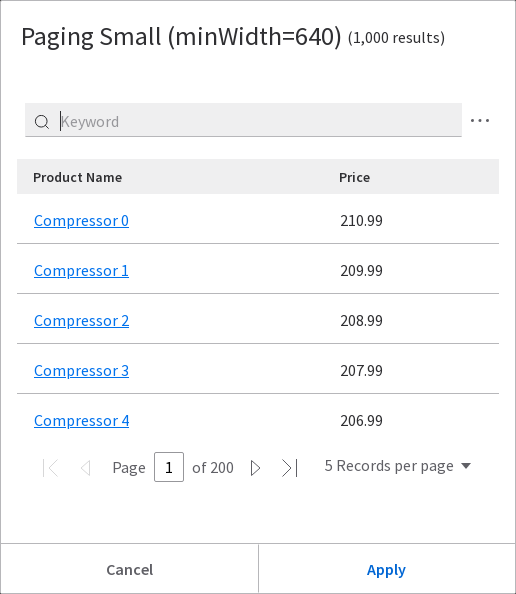 Paging Small (minWidth=640) (1,000 results)
Keyword
Product Name Price
Compressor 0 210.99
Compressor 1 209.99
Compressor 2 208.99
Compressor 3 207.99
Compressor 4 206.99
Page 1 of 200 5 Records per page
Cancel Apply